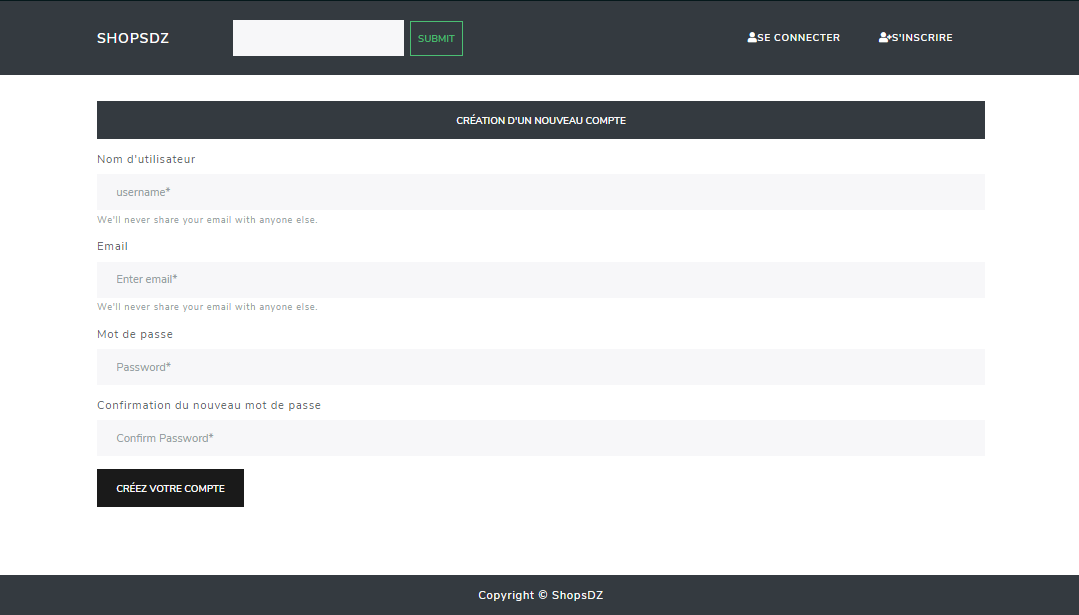 SHOPSDZ SUBMIT SE CONNECTER S'INSCRIRE
CRÉATION D'UN NOUVEAU COMPTE
Nom d'utilisateur
username*
We'll never share your email with anyone else.
Email
Enter email*
We'll never share your email with anyone else.
Mot de passe
Password*
Confirmation du nouveau mot de passe
Confirm Password*
CRÉEZ VOTRE COMPTE
Copyright © ShopsDZ